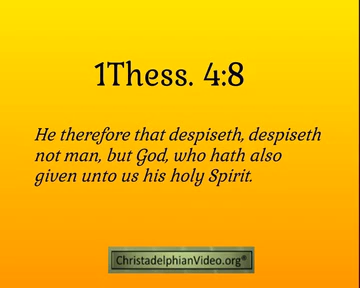 1Thess. 4:8
He therefore that despiseth, despiseth
not man, but God, who hath also
given unto us his holy Spirit.
ChristadelphianVideo.org®